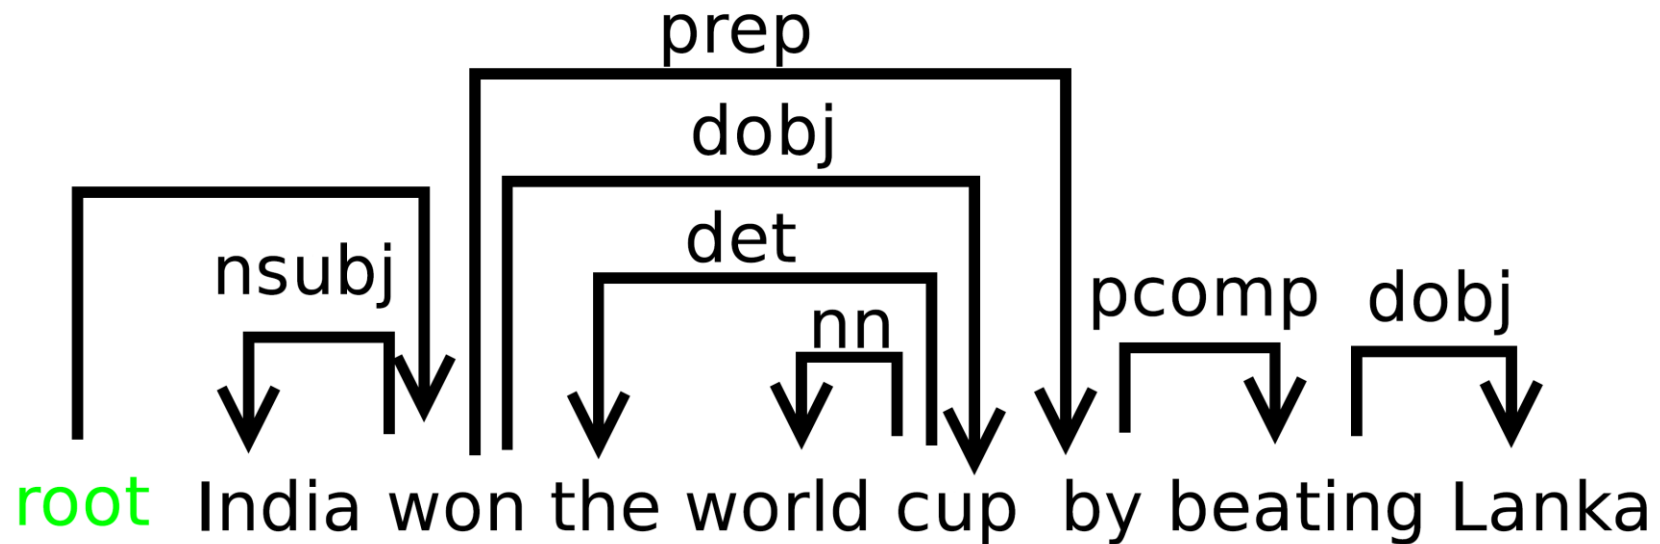 prep
dobj
det
nsubj
nn
pcomp dobj
root India won the world cup by beating Lanka